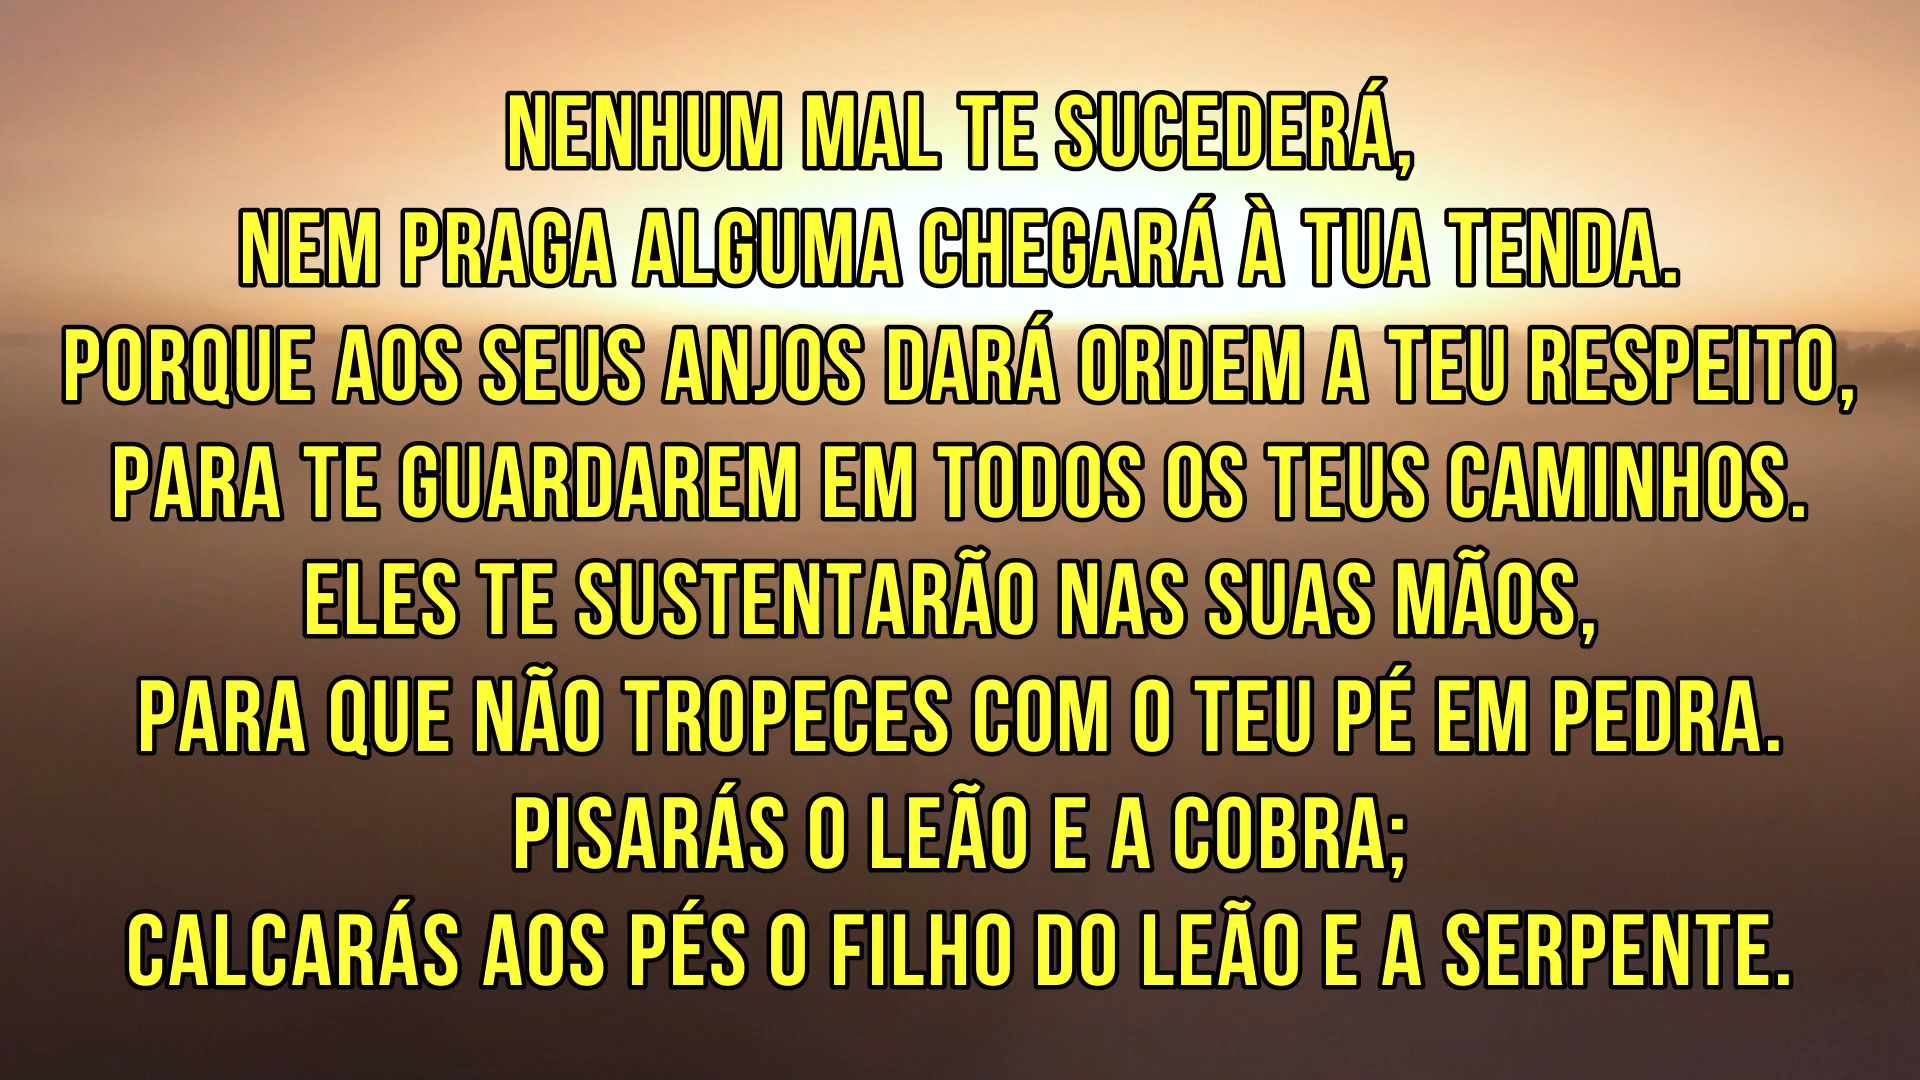 NENHUM MAL TE SUCEDERÁ,
NEM PRAGA ALGUMA CHEGARÁ À TUA TENDA.
PORQUE AOS SEUS ANJOS DARÁ ORDEM A TEU RESPEITO,
PARA TE GUARDAREM EM TODOS OS TEUS CAMINHOS.
ELES TE SUSTENTARÃO NAS SUAS MÃOS,
PARA QUE NÃO TROPECES COM O TEU PÉ EM PEDRA.
PISARÁS O LEÃO E A COBRA;
CALCARÁS AOS PÉS O FILHO DO LEÃO E A SERPENTE.